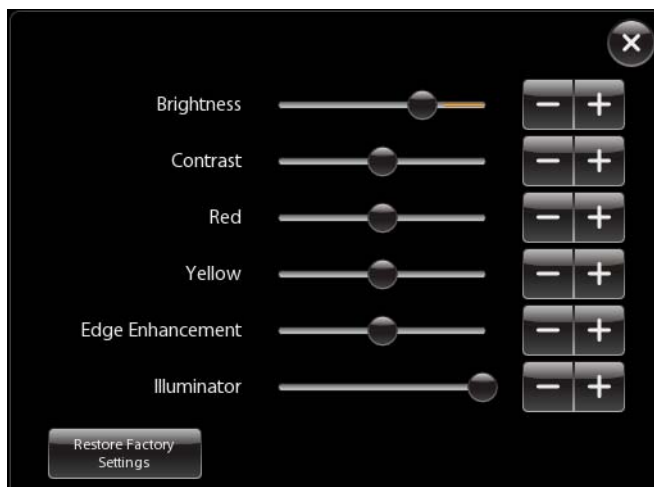 Brightness
Contrast
Red
Yellow
Edge Enhancement
Illuminator
Restore Factory
Settings